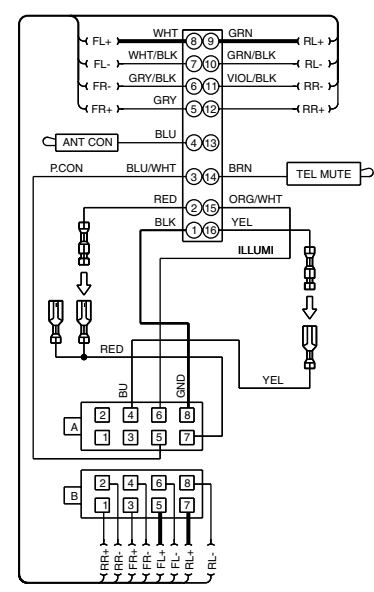 WHT 8 9 GRN
FL+ RL+
WHT/BLK 7 10 GRN/BLK
FL- RL-
GRY/BLK 6 11 VIOL/BLK
FR- RR-
GRY 5 12
FR+ RR+
BLU
ANT CON 4 13
P.CON BLU/WHT 3 14 BRN
TEL MUTE
RED 2 15 ORG/WHT
BLK 1 16 YEL
ILLUMI
RED
BU
GND
YEL
A
2 4 6 8
1 3 5 7
B
2 4 6 8
1 3 5 7
RR+ RR- FR+ FR- FL+ FL- RL+ RL-